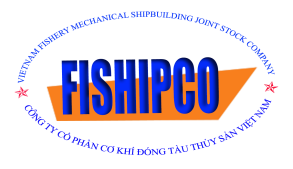 VIETNAM FISHERY MECHANICAL SHIPBUILDING JOINT STOCK COMPANY
FISHIPCO
CÔNG TY CỔ PHẦN CƠ KHÍ ĐÓNG TÀU THỦY SẢN VIỆT NAM